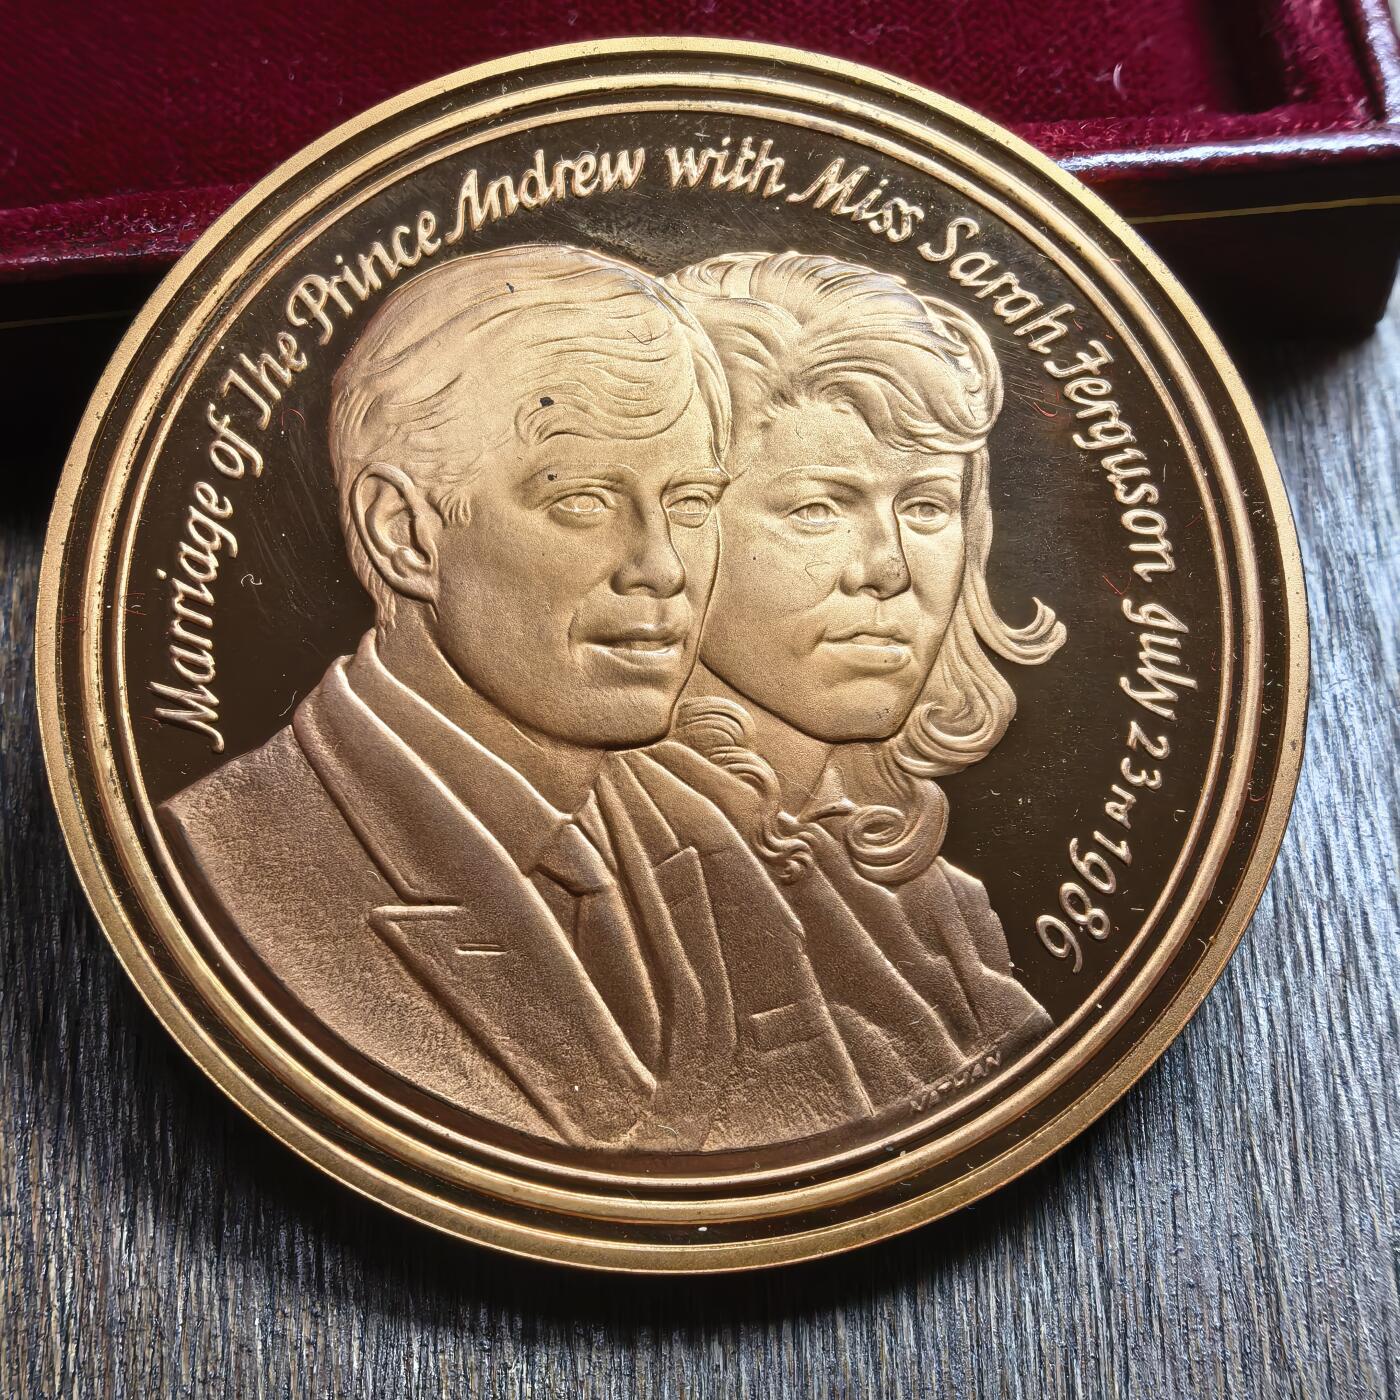 Marriage of The Prince Andrew with Miss Sarah Ferguson July 23rd 1986